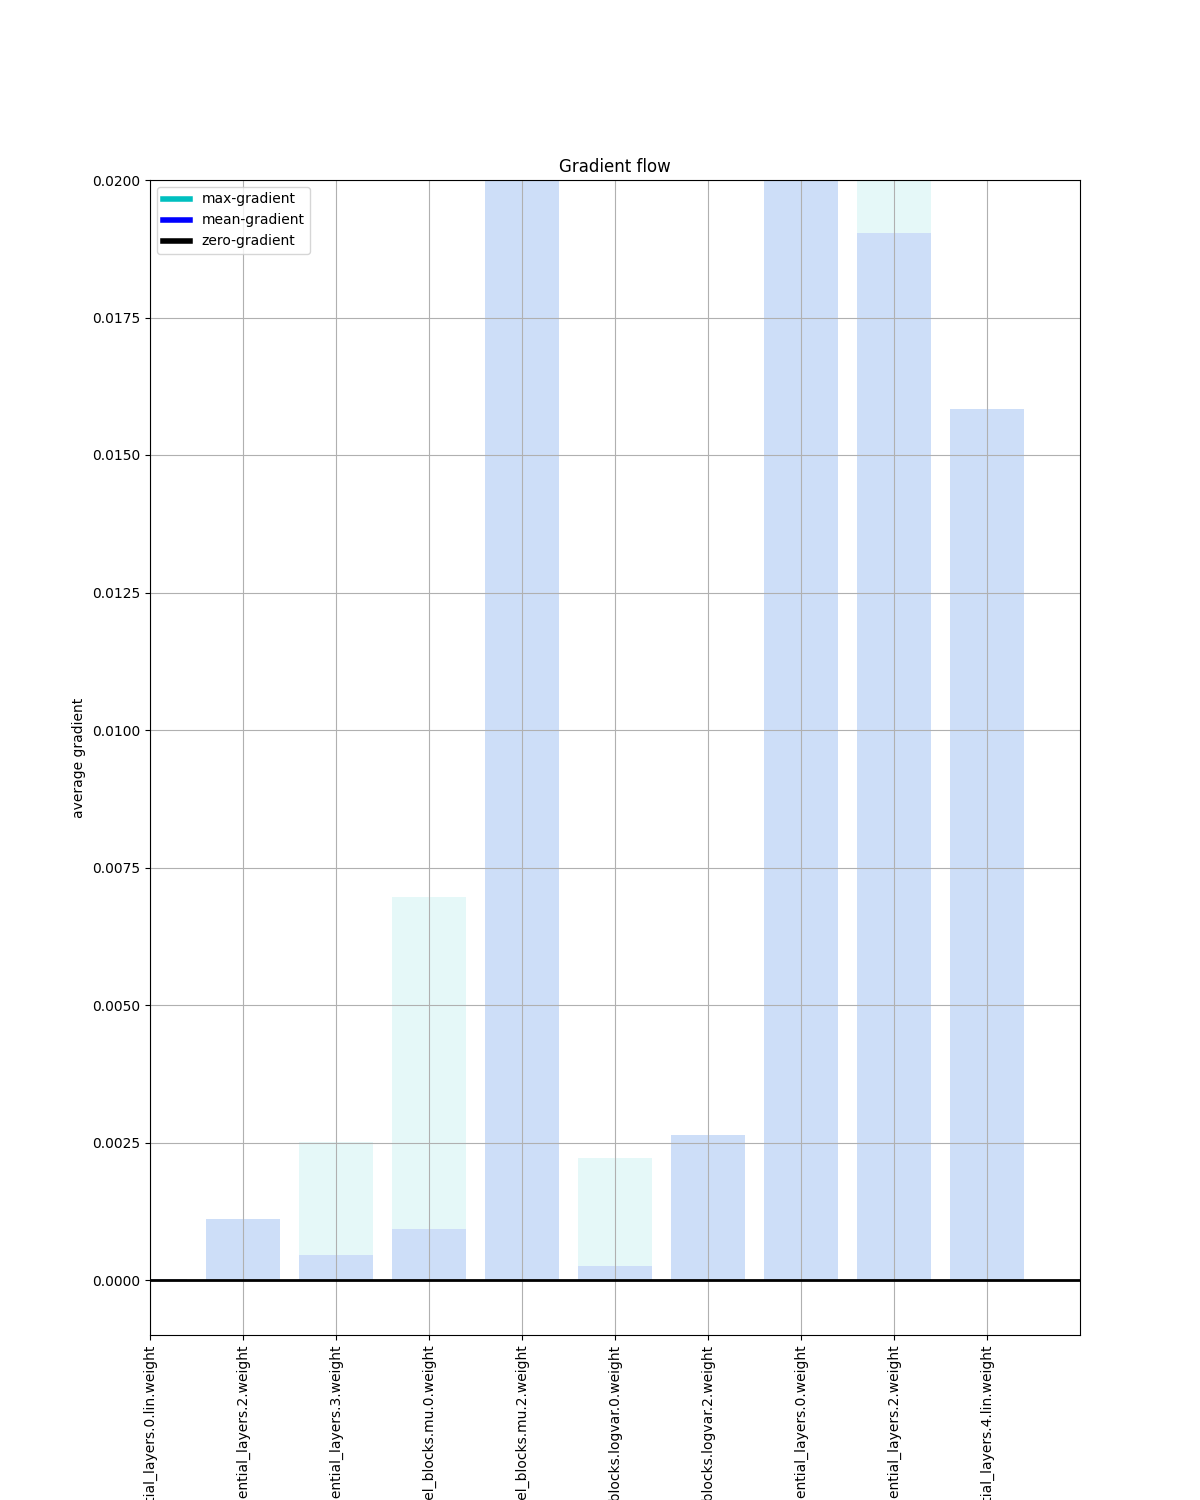 Gradient flow
max-gradient
mean-gradient
zero-gradient
0.0200
0.0175
0.0150
0.0125
0.0100
0.0075
0.0050
0.0025
0.0000
average gradient
tial_layers.0.lin.weight
ential_layers.2.weight
ential_layers.3.weight
el_blocks.mu.0.weight
el_blocks.mu.2.weight
blocks.logvar.0.weight
blocks.logvar.2.weight
ential_layers.0.weight
ential_layers.2.weight
tial_layers.4.lin.weight